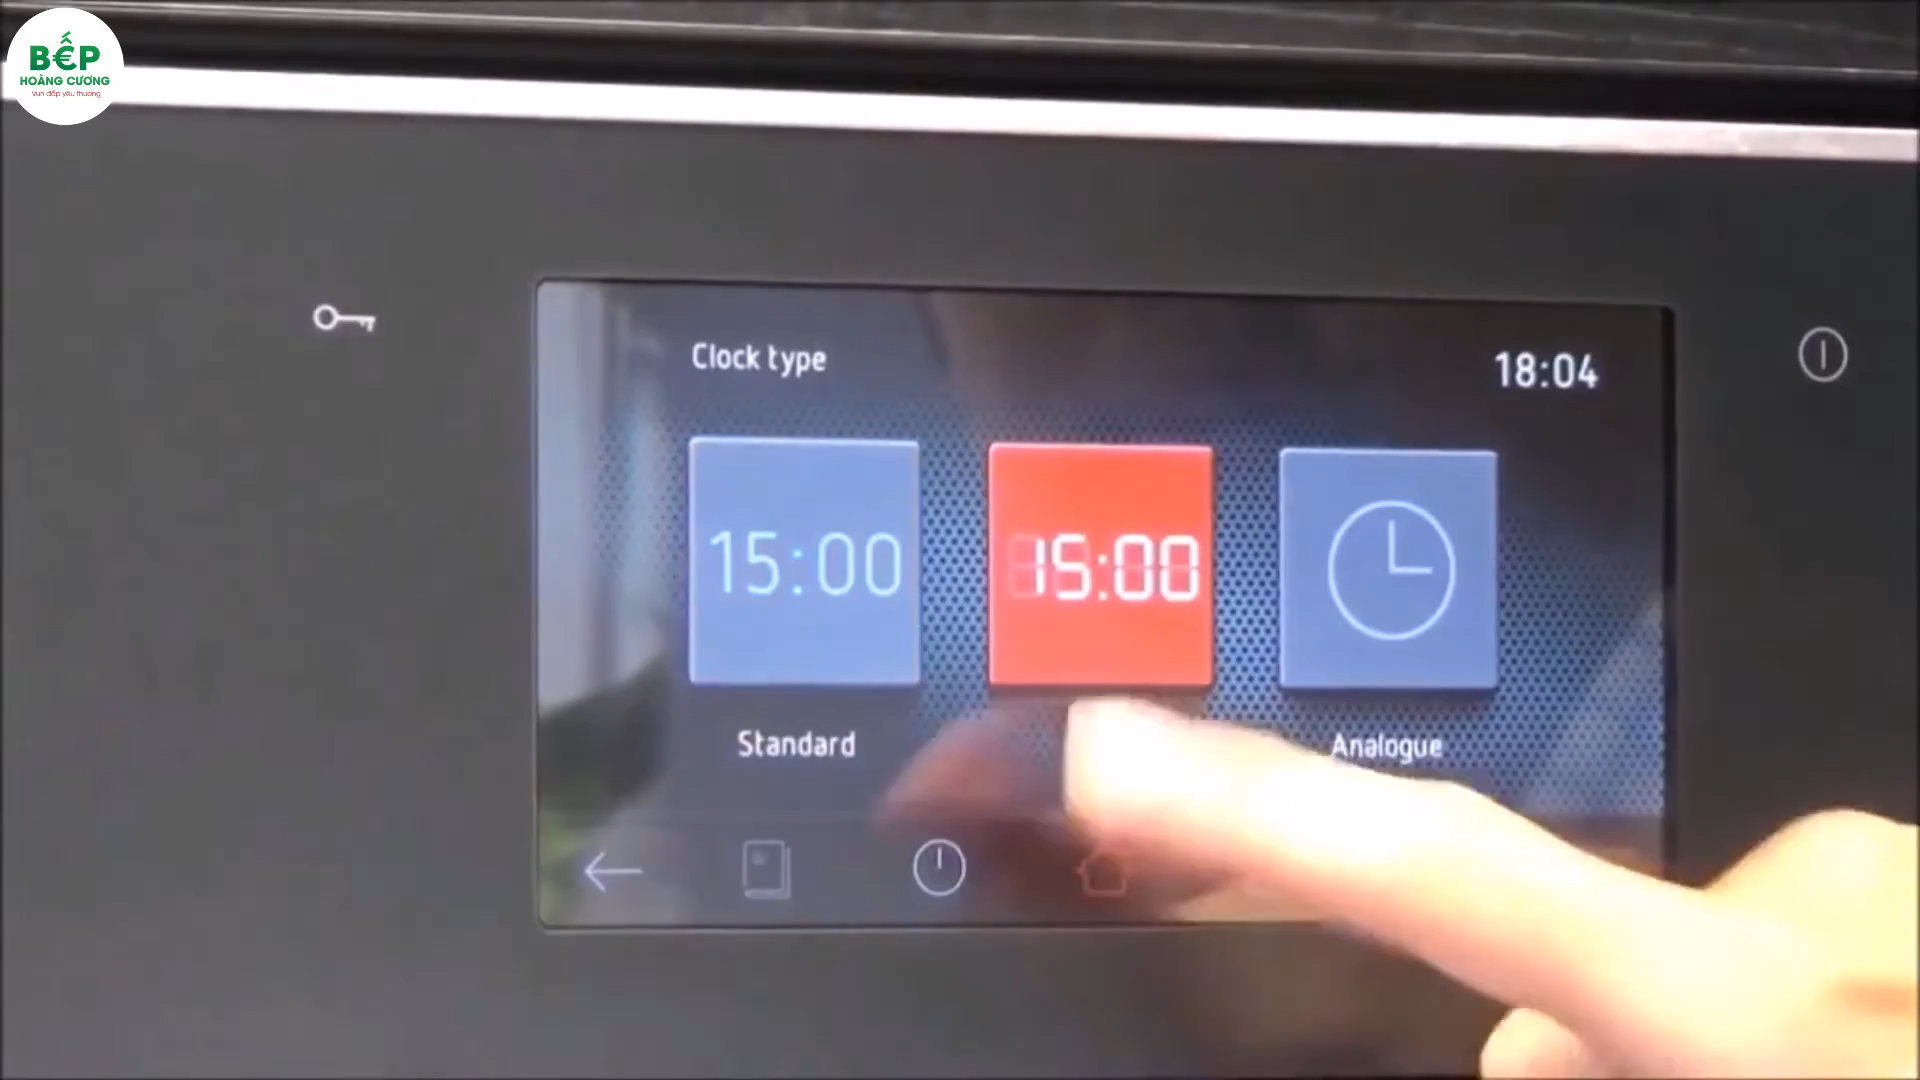 BẾP
HOÀNG CƯƠNG
Vun đắp yêu thương
Clock type
18:04
15:00
15:00
Standard
Analogue